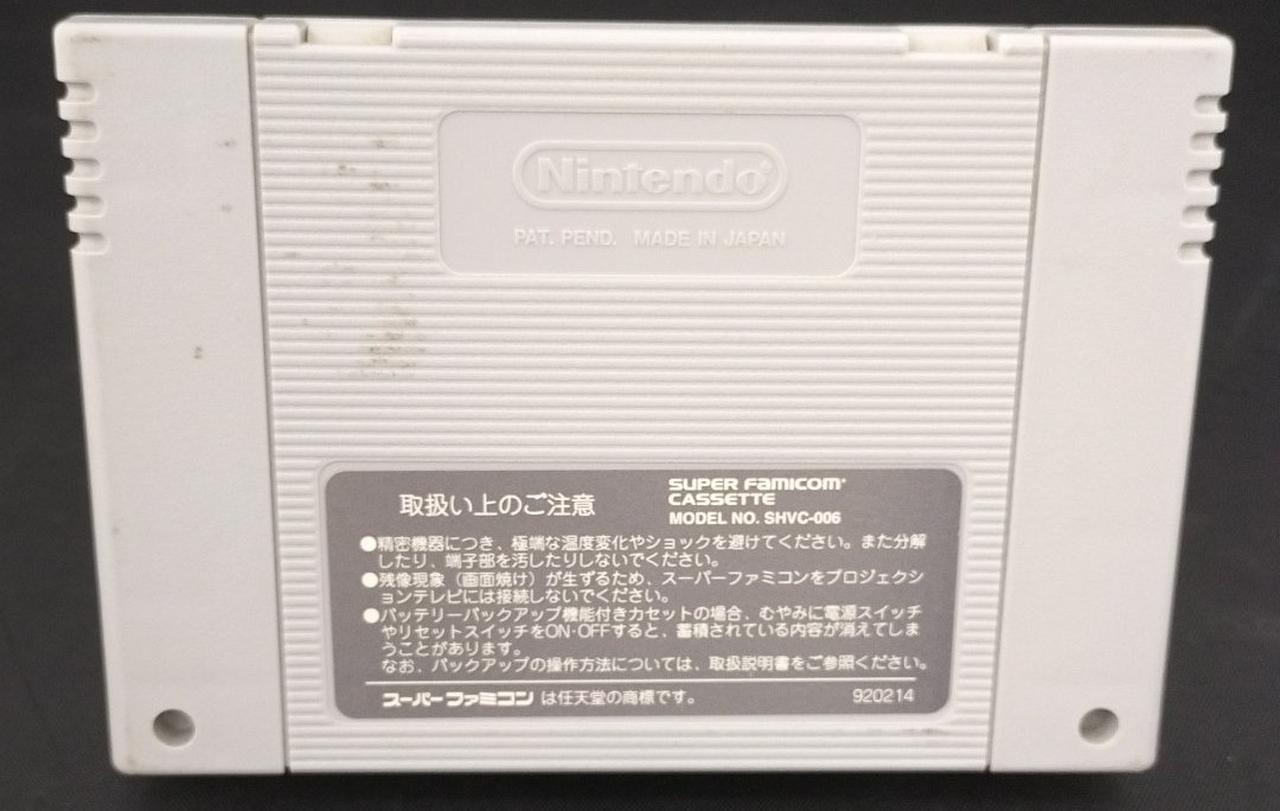 Nintendo®
PAT. PEND. MADE IN JAPAN
取扱い上のご注意
SUPER FAMICOM®
CASSETTE
MODEL NO. SHVC-006
●精密機器につき、極端な温度変化やショックを避けてください。また分解
したり、端子部を汚したりしないでください。
●残像現象（画面焼け）が生ずるため、スーパーファミコンをプロジェクシ
ョンテレビには接続しないでください。
●バッテリーバックアップ機能付きカセットの場合、むやみに電源スイッチ
やリセットスイッチをON·OFFすると、蓄積されている内容が消えてしま
うことがあります。
なお、バックアップの操作方法については、取扱説明書をご参照ください。
スーパーファミコンは任天堂の商標です。 920214